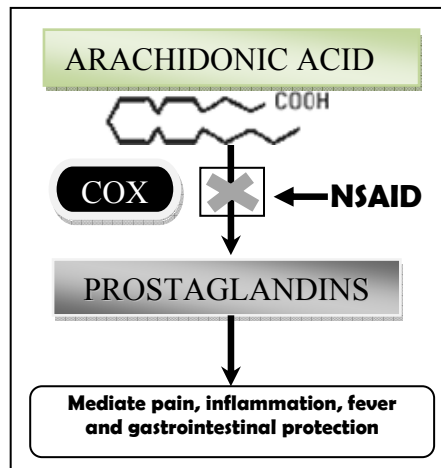 ARACHIDONIC ACID
COOH
COX
NSAID
PROSTAGLANDINS
Mediate pain, inflammation, fever
and gastrointestinal protection